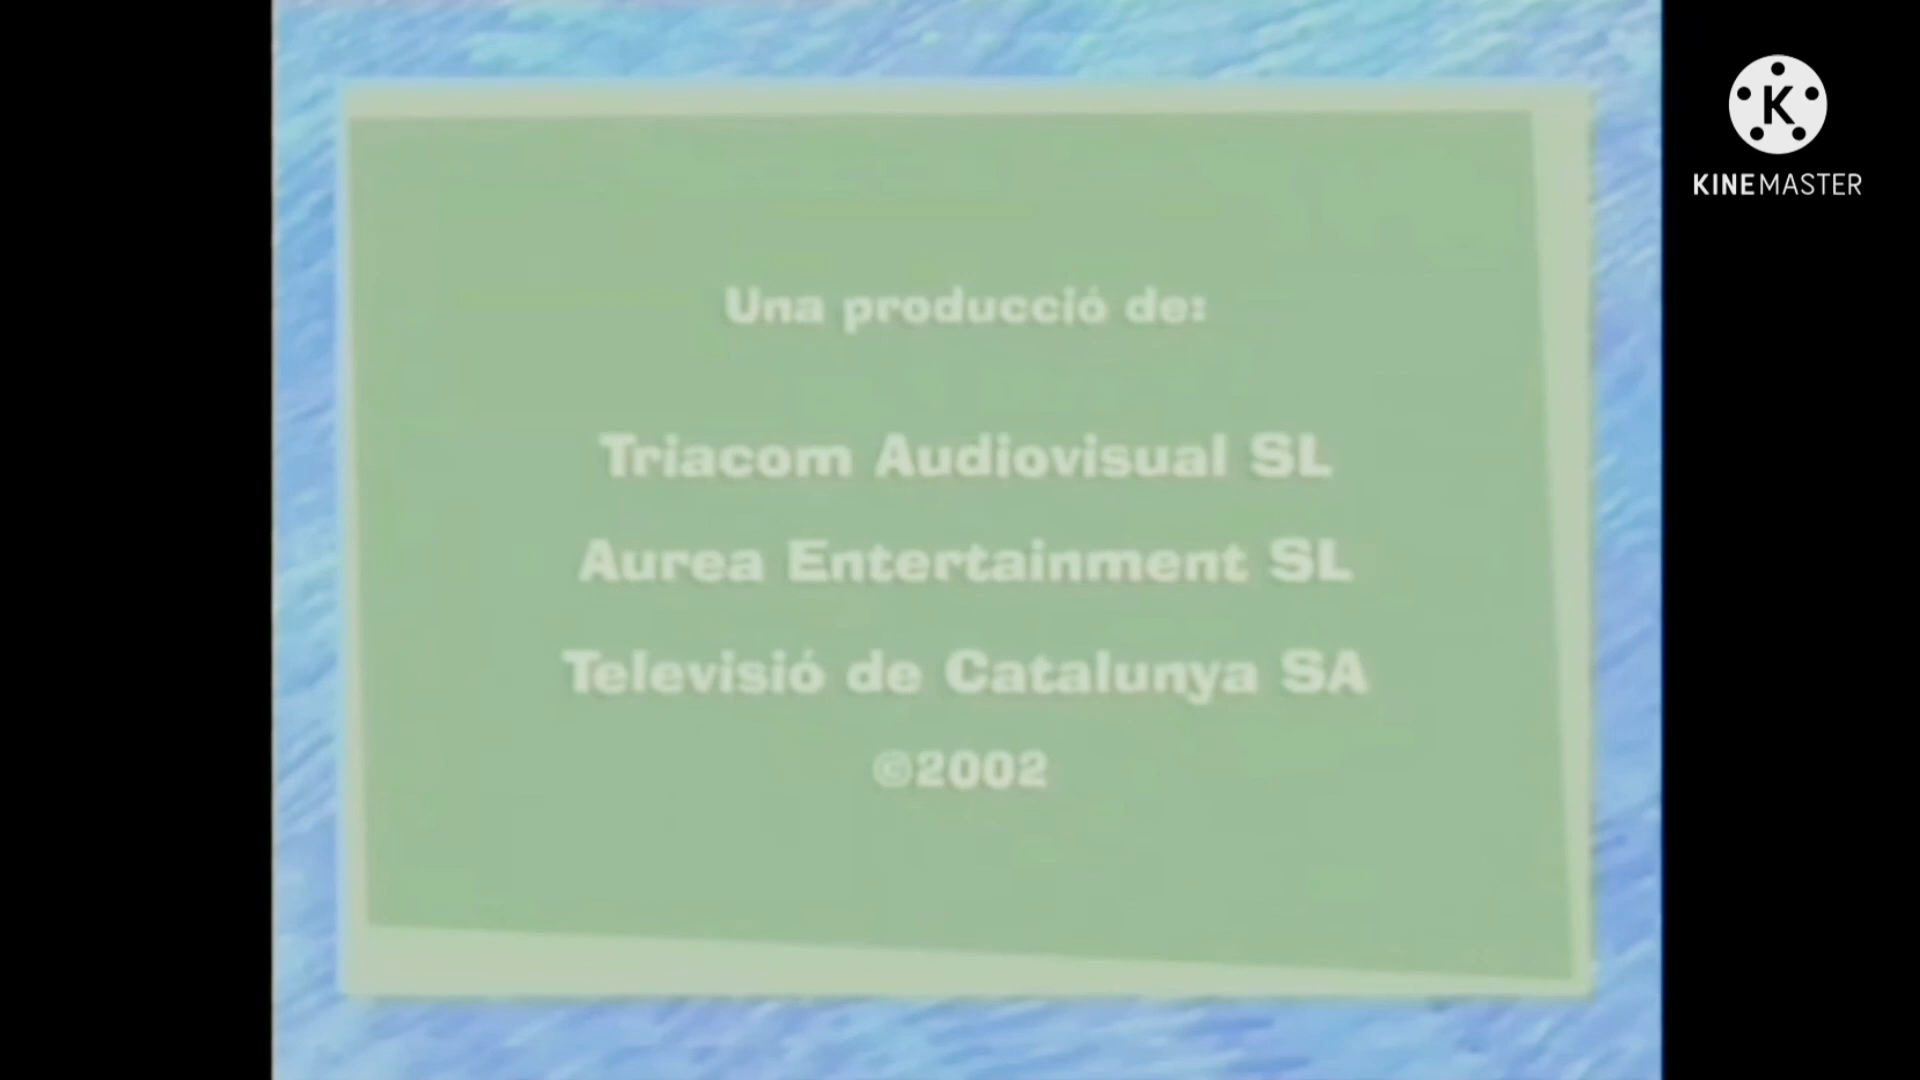 Una producció de:
Triacom Audiovisual SL
Aurea Entertainment SL
Televisió de Catalunya SA
©2002
K
KINEMASTER